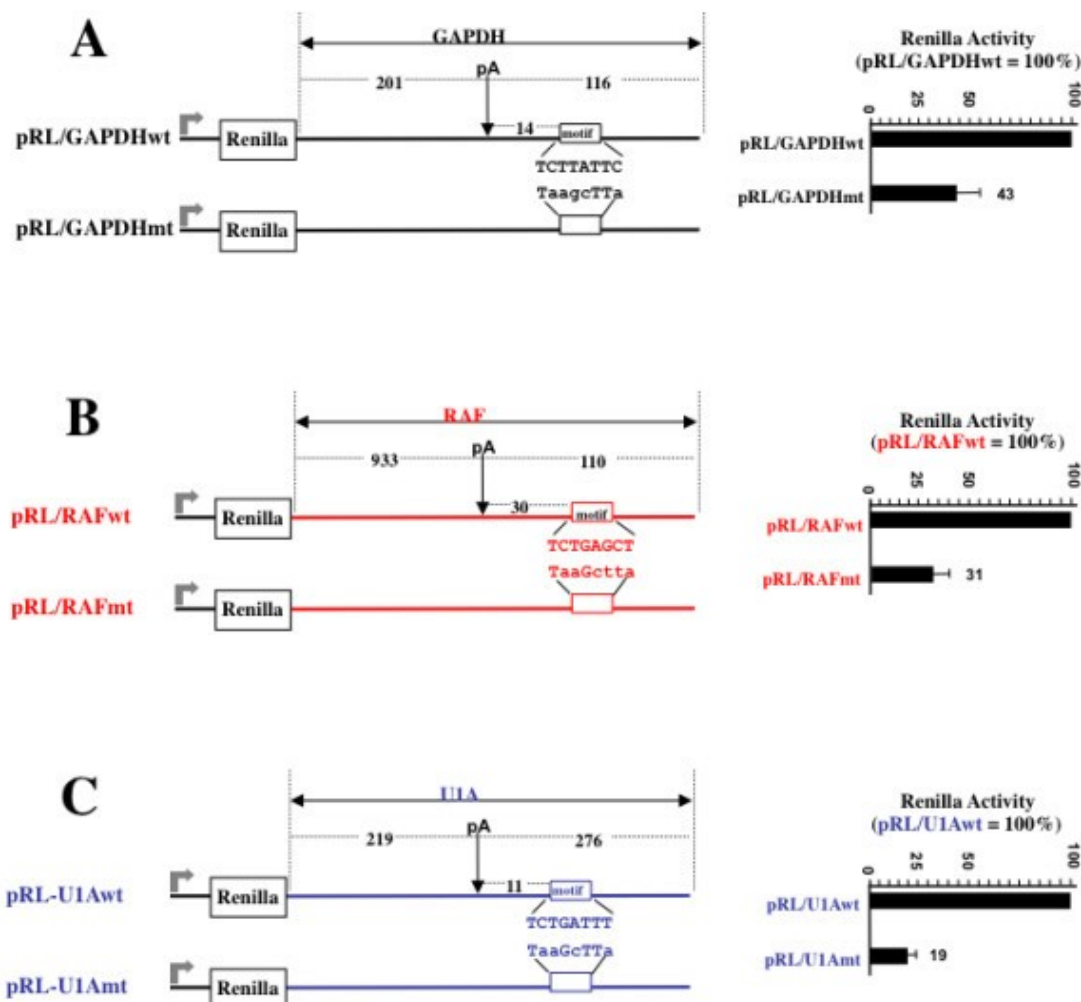 A
GAPDH
pA
201
116
pRL/GAPDHwt
Renilla
14
motif
TCTTATTC
TaagcTTa
pRL/GAPDHmt
Renilla
Renilla Activity
(pRL/GAPDHwt = 100%)
0
25
50
100
pRL/GAPDHwt
pRL/GAPDHmt
43
B
RAF
pA
933
110
pRL/RAFwt
Renilla
30
motif
TCTGAGCT
TaaGctta
pRL/RAFmt
Renilla
Renilla Activity
(pRL/RAFwt = 100%)
0
25
50
100
pRL/RAFwt
pRL/RAFmt
31
C
U1A
pA
219
276
pRL-U1Awt
Renilla
11
motif
TCTGATTT
TaaGcTTa
pRL-U1Amt
Renilla
Renilla Activity
(pRL/U1Awt = 100%)
0
25
50
100
pRL/U1Awt
pRL/U1Amt
19